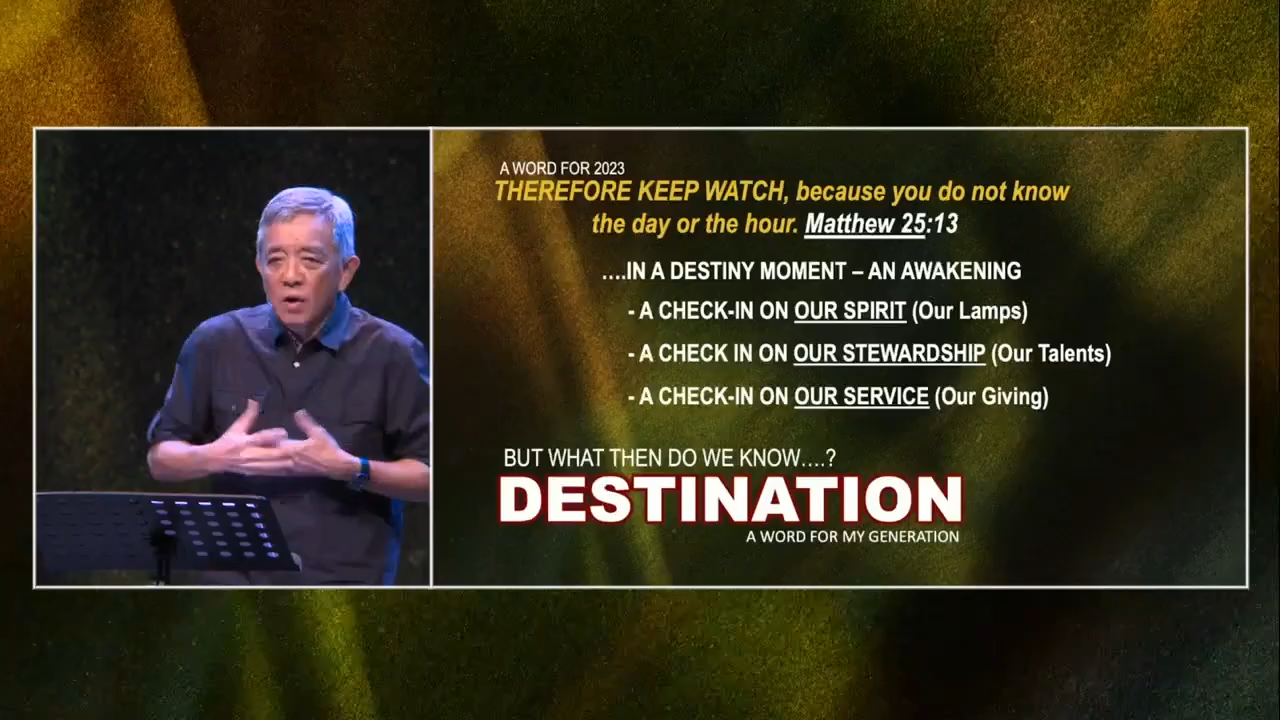 A WORD FOR 2023
THEREFORE KEEP WATCH, because you do not know
the day or the hour. Matthew 25:13
....IN A DESTINY MOMENT – AN AWAKENING
- A CHECK-IN ON OUR SPIRIT (Our Lamps)
- A CHECK IN ON OUR STEWARDSHIP (Our Talents)
- A CHECK-IN ON OUR SERVICE (Our Giving)
BUT WHAT THEN DO WE KNOW....?
DESTINATION
A WORD FOR MY GENERATION